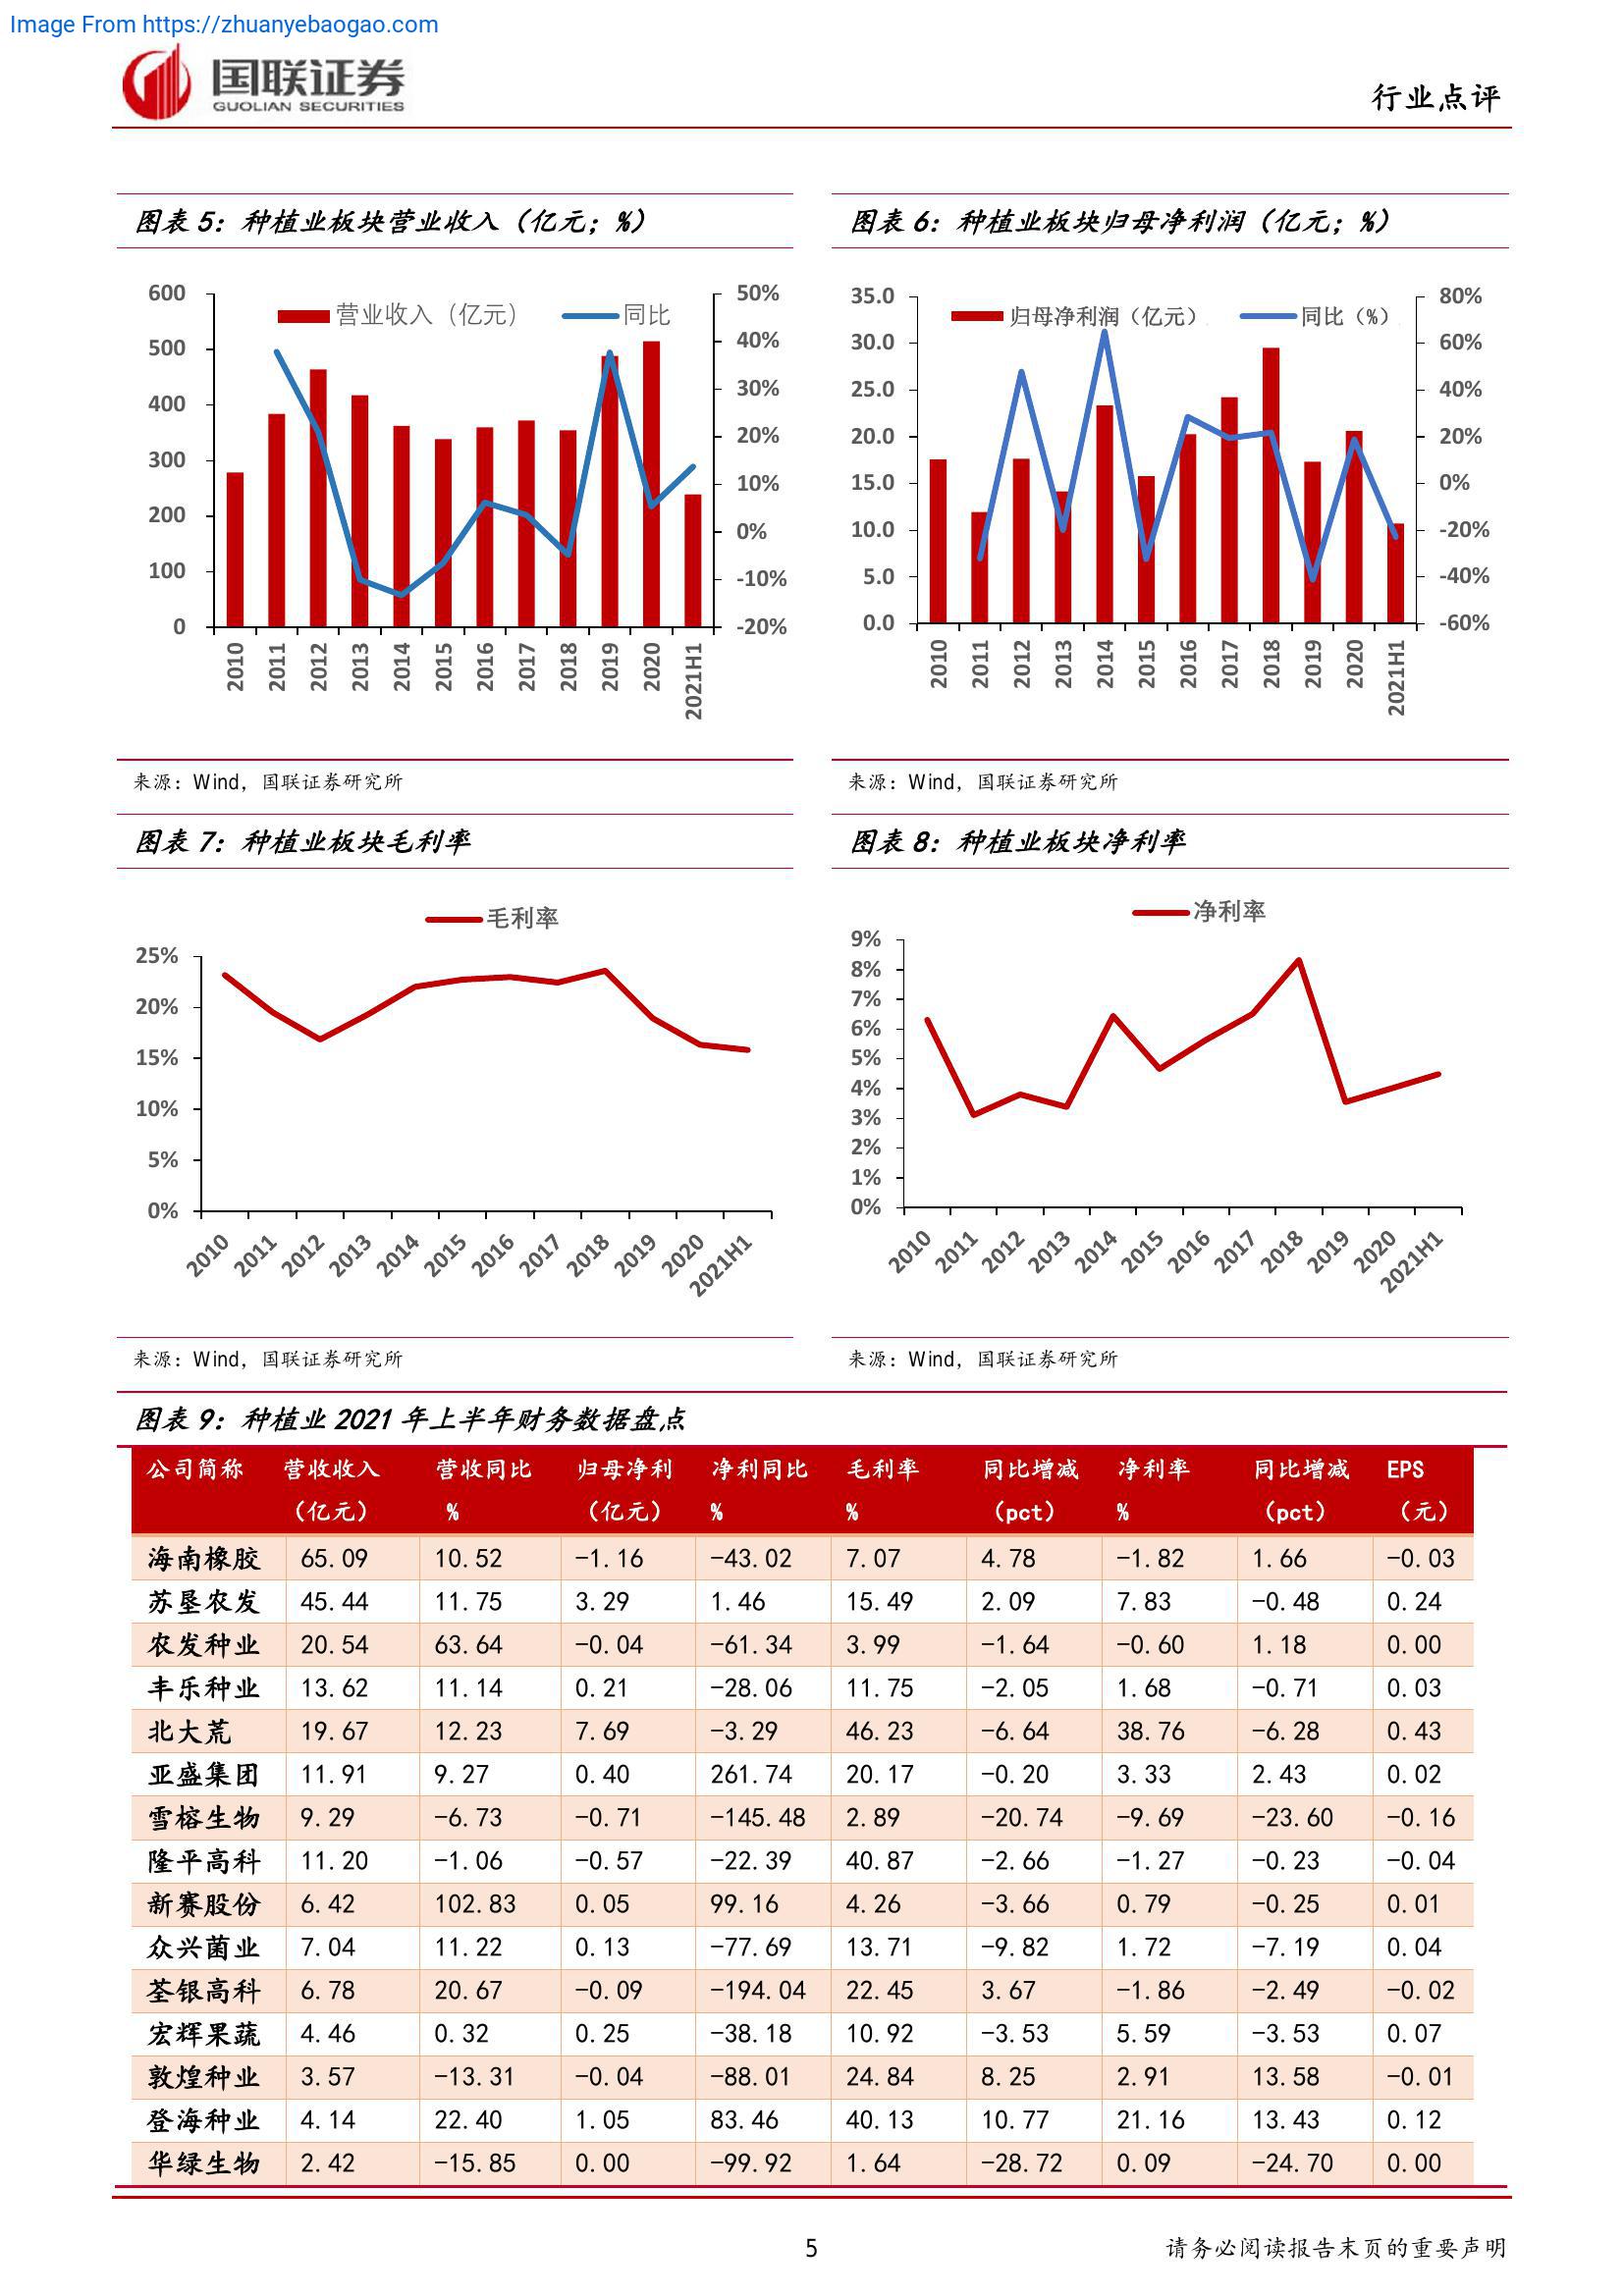 Image From https://zhuanyebaogao.com
国联证券
GUOLIAN SECURITIES
行业点评
图表 5：种植业板块营业收入（亿元；%）
营业收入（亿元） 同比
600
500
400
300
200
100
0
50%
40%
30%
20%
10%
0%
-10%
-20%
2010 2011 2012 2013 2014 2015 2016 2017 2018 2019 2020 2021H1
来源：Wind，国联证券研究所
图表 6：种植业板块归母净利润（亿元；%）
归母净利润（亿元） 同比（%）
35.0
30.0
25.0
20.0
15.0
10.0
5.0
0.0
80%
60%
40%
20%
0%
-20%
-40%
-60%
2010 2011 2012 2013 2014 2015 2016 2017 2018 2019 2020 2021H1
来源：Wind，国联证券研究所
图表 7：种植业板块毛利率
毛利率
25%
20%
15%
10%
5%
0%
2010 2011 2012 2013 2014 2015 2016 2017 2018 2019 2020 2021H1
来源：Wind，国联证券研究所
图表 8：种植业板块净利率
净利率
9%
8%
7%
6%
5%
4%
3%
2%
1%
0%
2010 2011 2012 2013 2014 2015 2016 2017 2018 2019 2020 2021H1
来源：Wind，国联证券研究所
图表 9：种植业 2021 年上半年财务数据盘点
公司简称 营收收入 营收同比 归母净利 净利同比 毛利率 同比增减 净利率 同比增减 EPS
（亿元） % （亿元） % % （pct） % （pct） （元）
海南橡胶 65.09 10.52 -1.16 -43.02 7.07 4.78 -1.82 1.66 -0.03
苏垦农发 45.44 11.75 3.29 1.46 15.49 2.09 7.83 -0.48 0.24
农发种业 20.54 63.64 -0.04 -61.34 3.99 -1.64 -0.60 1.18 0.00
丰乐种业 13.62 11.14 0.21 -28.06 11.75 -2.05 1.68 -0.71 0.03
北大荒 19.67 12.23 7.69 -3.29 46.23 -6.64 38.76 -6.28 0.43
亚盛集团 11.91 9.27 0.40 261.74 20.17 -0.20 3.33 2.43 0.02
雪榕生物 9.29 -6.73 -0.71 -145.48 2.89 -20.74 -9.69 -23.60 -0.16
隆平高科 11.20 -1.06 -0.57 -22.39 40.87 -2.66 -1.27 -0.23 -0.04
新赛股份 6.42 102.83 0.05 99.16 4.26 -3.66 0.79 -0.25 0.01
众兴菌业 7.04 11.22 0.13 -77.69 13.71 -9.82 1.72 -7.19 0.04
荃银高科 6.78 20.67 -0.09 -194.04 22.45 3.67 -1.86 -2.49 -0.02
宏辉果蔬 4.46 0.32 0.25 -38.18 10.92 -3.53 5.59 -3.53 0.07
敦煌种业 3.57 -13.31 -0.04 -88.01 24.84 8.25 2.91 13.58 -0.01
登海种业 4.14 22.40 1.05 83.46 40.13 10.77 21.16 13.43 0.12
华绿生物 2.42 -15.85 0.00 -99.92 1.64 -28.72 0.09 -24.70 0.00
5
请务必阅读报告末页的重要声明